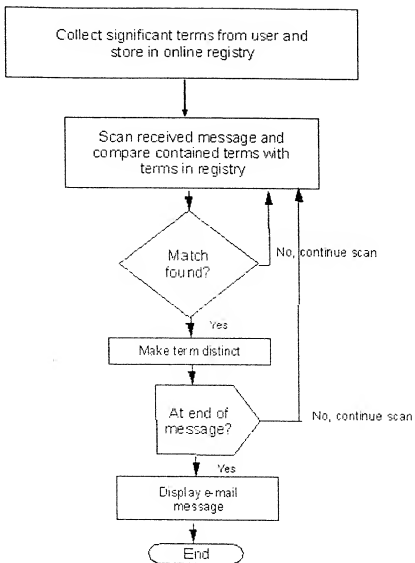 Collect significant terms from user and
store in online registry
Scan received message and
compare contained terms with
terms in registry
Match
found?
No, continue scan
Yes
Make term distinct
At end of
message?
No, continue scan
Yes
Display e-mail
message
End